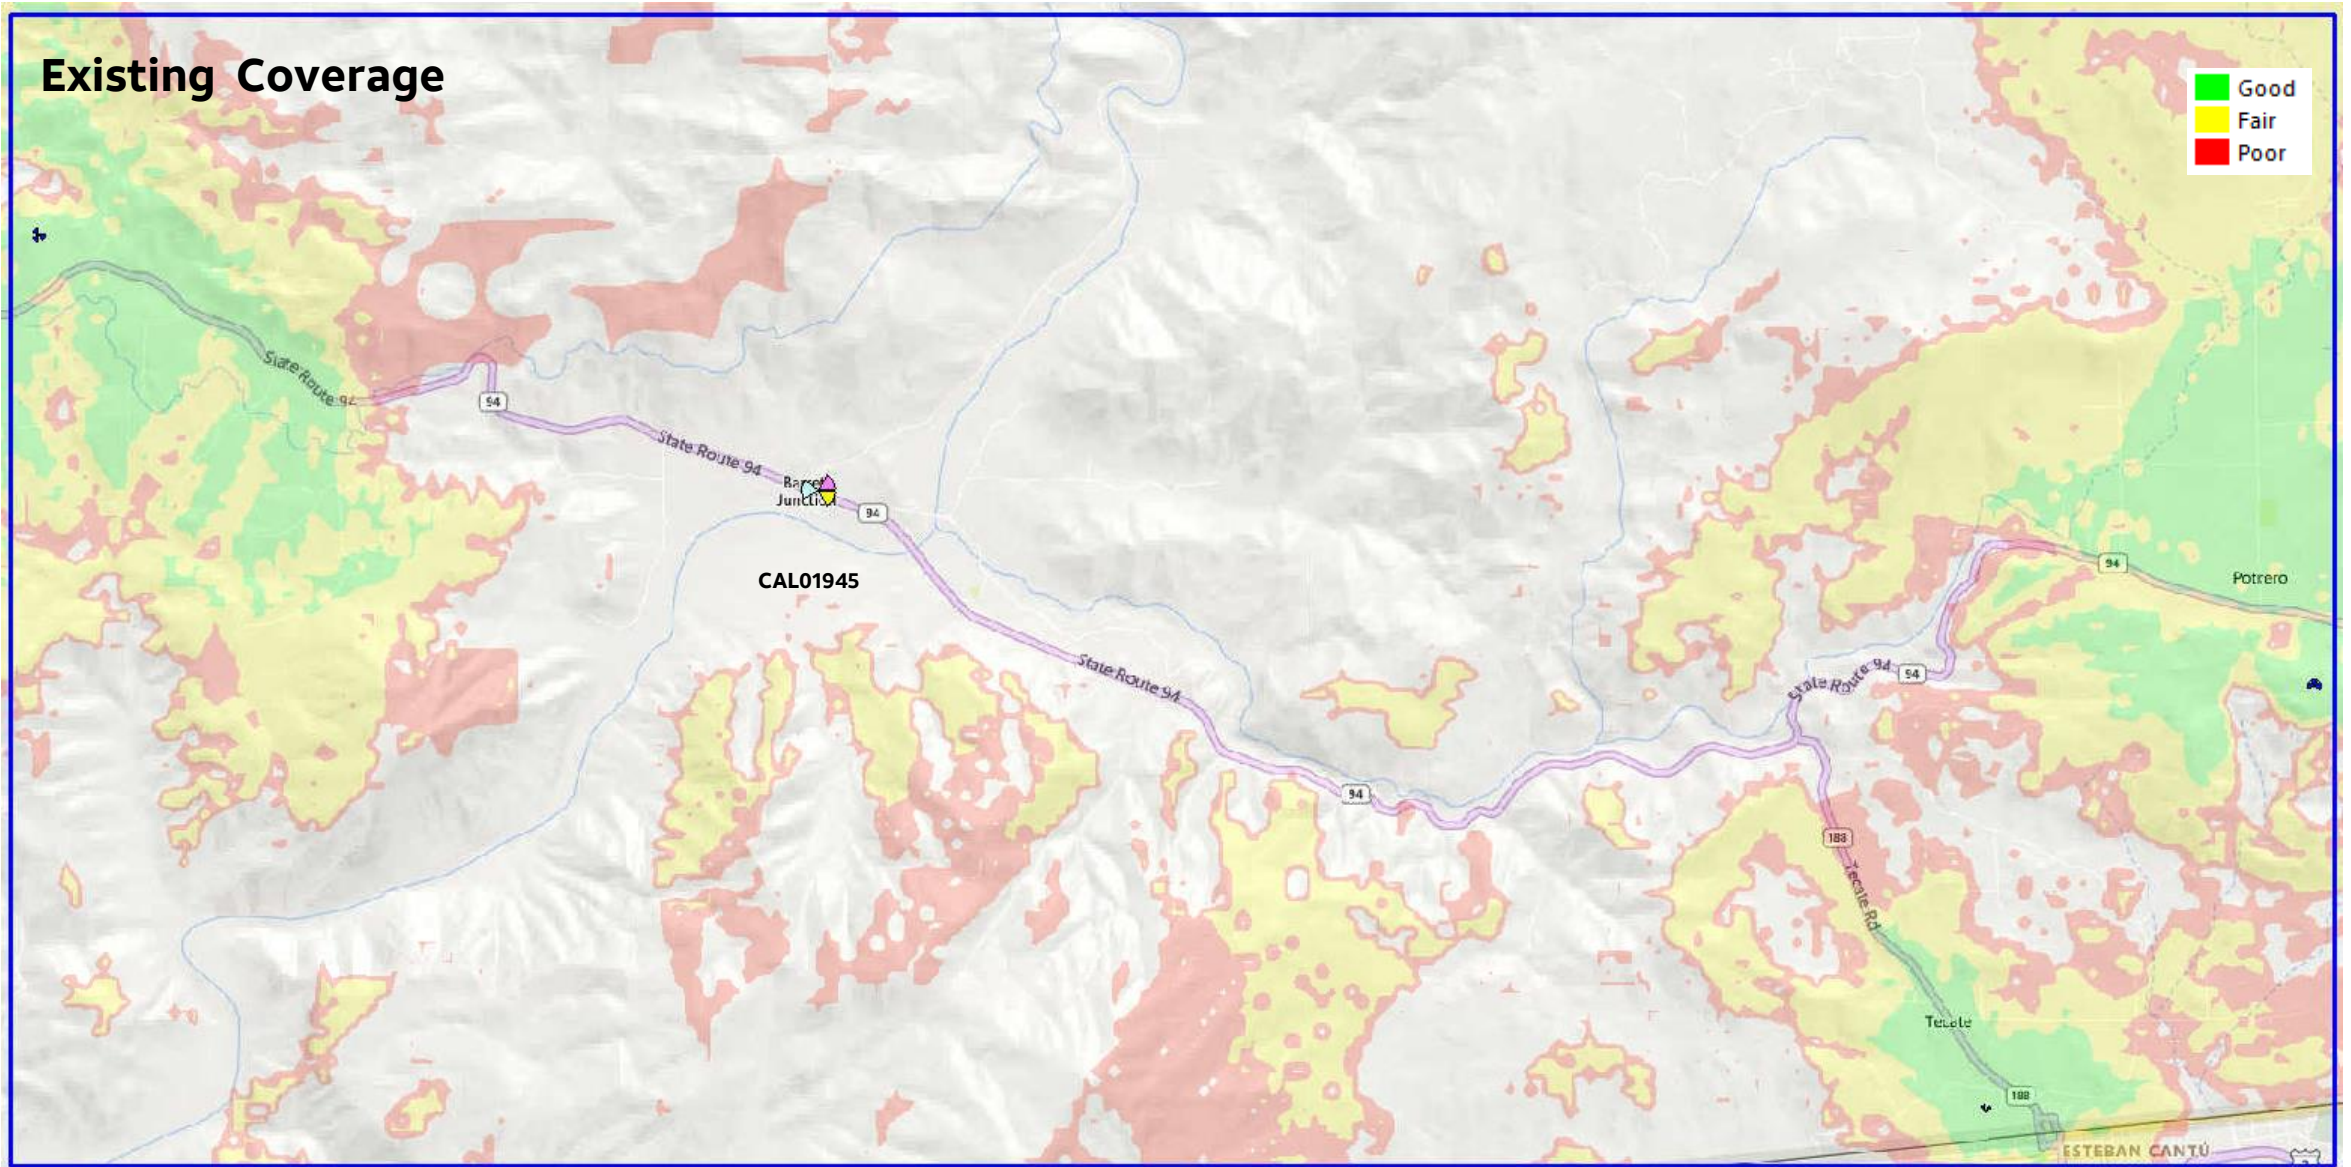 Existing Coverage
Good
Fair
Poor
State Route 94
94
State Route 94
Barrett
Junction
94
CAL01945
94
Potrero
State Route 94
State Route 94
94
94
188
Tecate Rd
Tecate
188
ESTEBAN CANTÚ